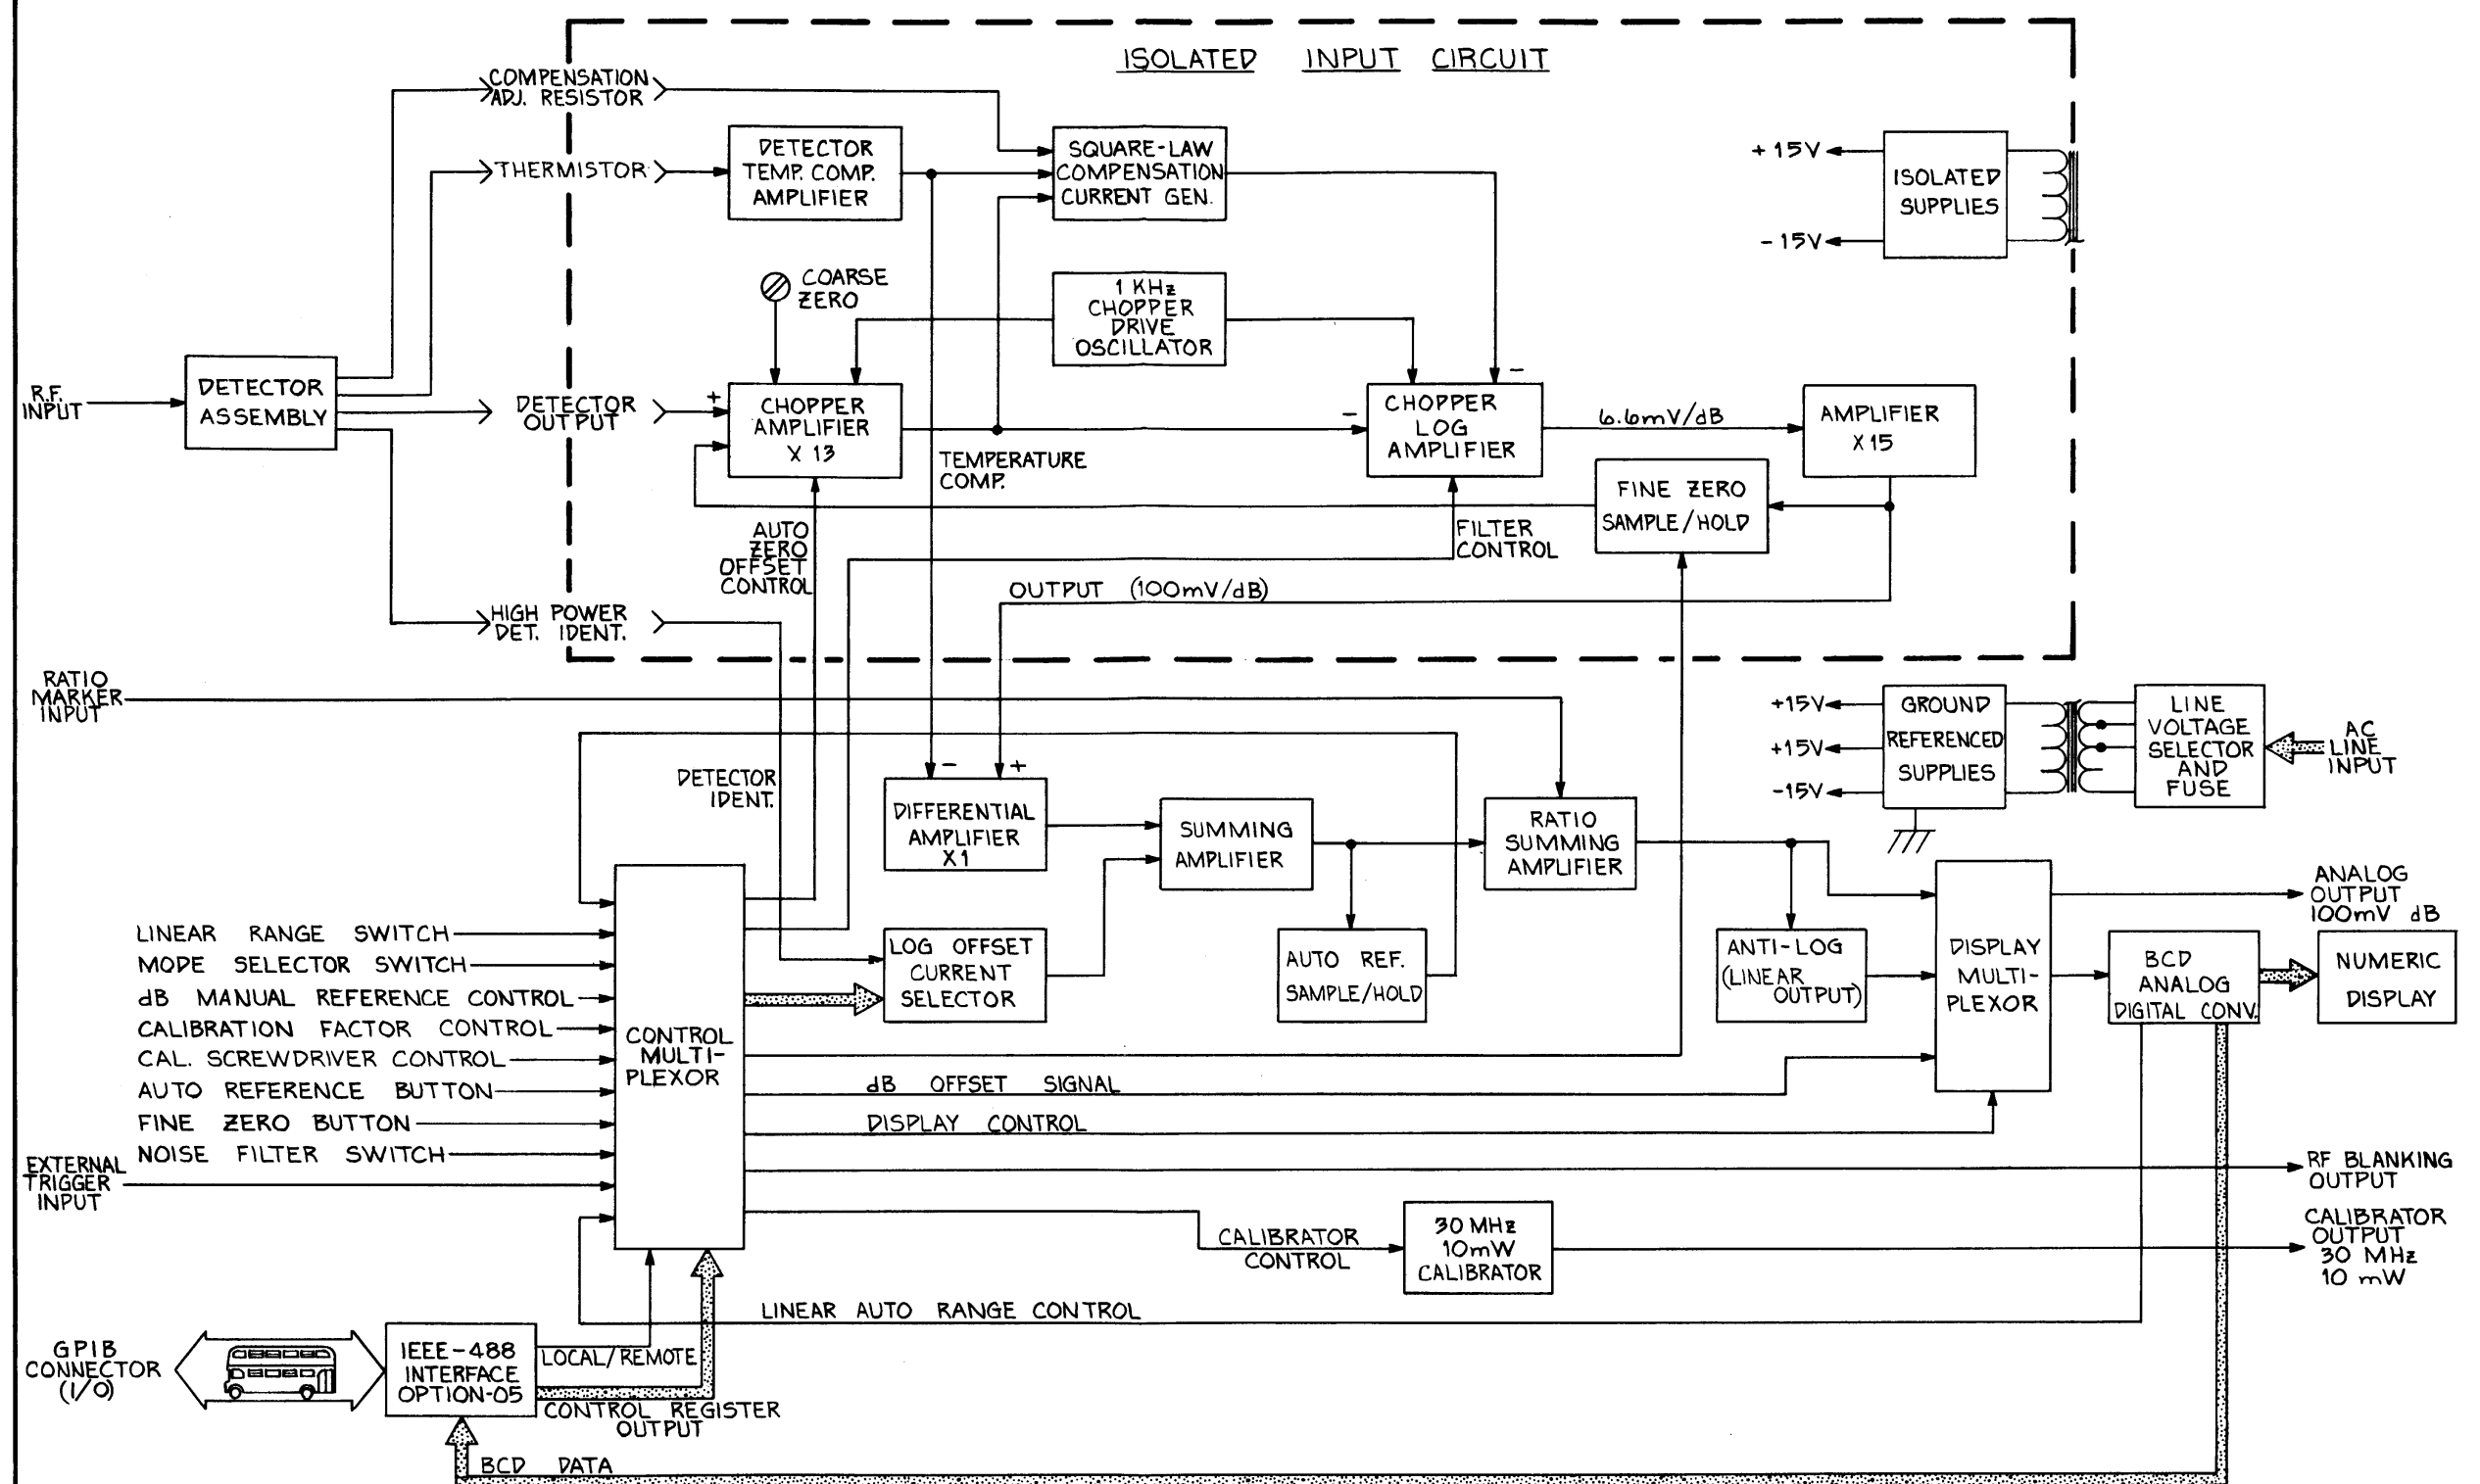 ISOLATED INPUT CIRCUIT
COMPENSATION
ADJ. RESISTOR
THERMISTOR
DETECTOR
TEMP. COMP.
AMPLIFIER
SQUARE-LAW
COMPENSATION
CURRENT GEN.
+15V
-15V
ISOLATED
SUPPLIES
COARSE
ZERO
1 KHz
CHOPPER
DRIVE
OSCILLATOR
R.F.
INPUT
DETECTOR
ASSEMBLY
DETECTOR
OUTPUT
+
CHOPPER
AMPLIFIER
X 13
-
-
CHOPPER
LOG
AMPLIFIER
6.6mV/dB
AMPLIFIER
X15
TEMPERATURE
COMP.
FINE ZERO
SAMPLE/HOLD
AUTO
ZERO
OFFSET
CONTROL
FILTER
CONTROL
OUTPUT (100mV/dB)
HIGH POWER
DET. IDENT.
RATIO
MARKER
INPUT
DETECTOR
IDENT.
-
+
DIFFERENTIAL
AMPLIFIER
X1
SUMMING
AMPLIFIER
RATIO
SUMMING
AMPLIFIER
+15V
+15V
-15V
GROUND
REFERENCED
SUPPLIES
LINE
VOLTAGE
SELECTOR
AND
FUSE
AC
LINE
INPUT
LINEAR RANGE SWITCH
MODE SELECTOR SWITCH
dB MANUAL REFERENCE CONTROL
CALIBRATION FACTOR CONTROL
CAL. SCREWDRIVER CONTROL
AUTO REFERENCE BUTTON
FINE ZERO BUTTON
NOISE FILTER SWITCH
EXTERNAL
TRIGGER
INPUT
CONTROL
MULTI-
PLEXOR
LOG OFFSET
CURRENT
SELECTOR
AUTO REF.
SAMPLE/HOLD
ANTI-LOG
(LINEAR
OUTPUT)
DISPLAY
MULTI-
PLEXOR
ANALOG
OUTPUT
100mV dB
BCD
ANALOG
DIGITAL CONV.
NUMERIC
DISPLAY
dB OFFSET SIGNAL
DISPLAY CONTROL
RF BLANKING
OUTPUT
CALIBRATOR
CONTROL
30 MHz
10mW
CALIBRATOR
CALIBRATOR
OUTPUT
30 MHz
10 mW
LINEAR AUTO RANGE CONTROL
GPIB
CONNECTOR
(I/O)
IEEE-488
INTERFACE
OPTION-05
LOCAL/REMOTE
CONTROL REGISTER
OUTPUT
BCD DATA